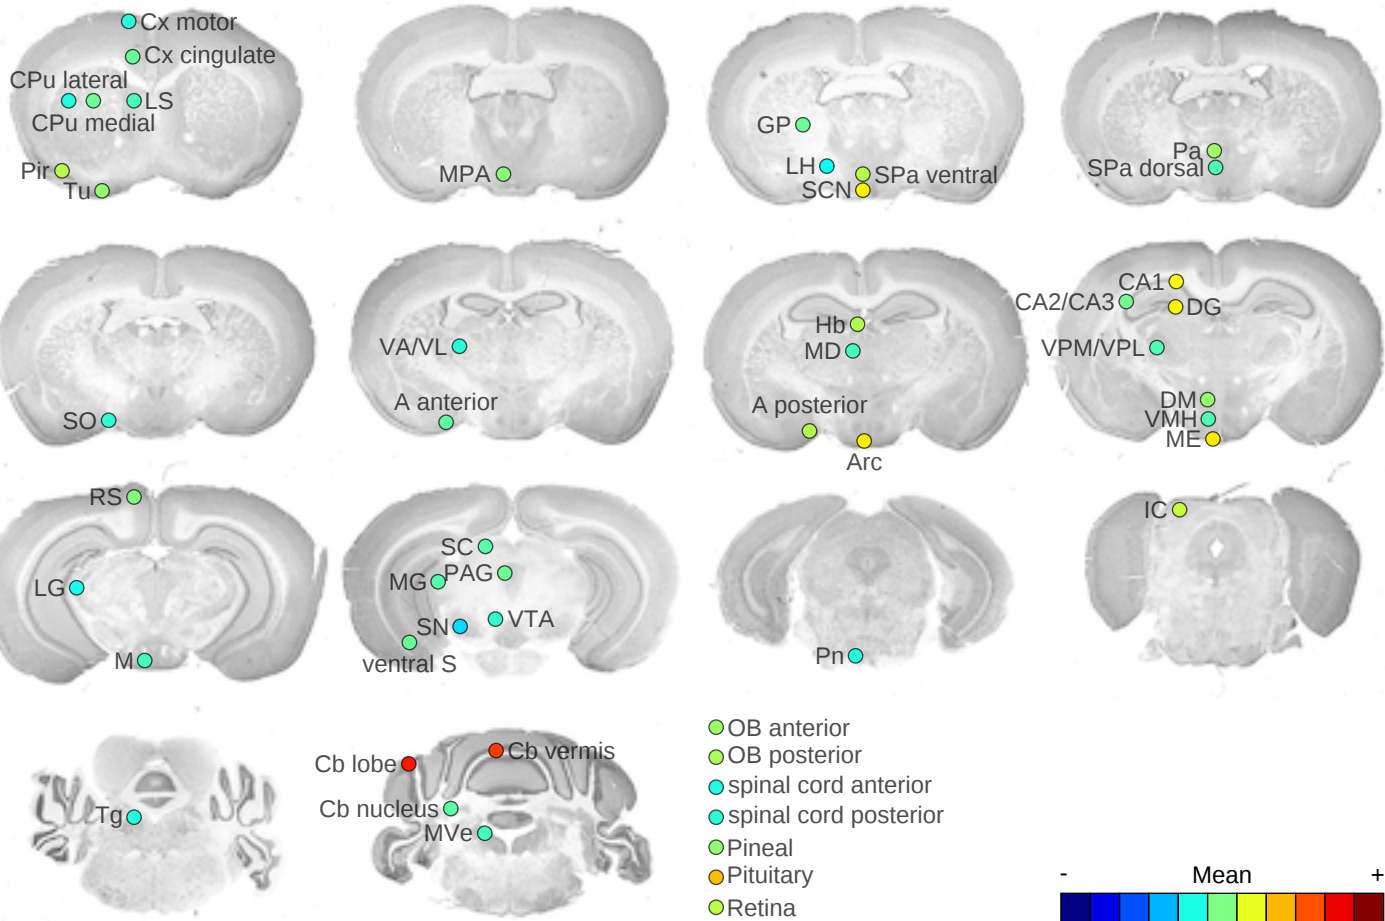 Cx motor
Cx cingulate
CPu lateral
LS
CPu medial
Pir
Tu
MPA
GP
LH
SPa ventral
SCN
Pa
SPa dorsal
SO
VA/VL
A anterior
Hb
MD
A posterior
Arc
CA1
CA2/CA3
DG
VPM/VPL
DM
VMH
ME
RS
LG
M
SC
MG
PAG
SN
VTA
ventral S
Pn
IC
Tg
Cb lobe
Cb vermis
Cb nucleus
MVe
OB anterior
OB posterior
spinal cord anterior
spinal cord posterior
Pineal
Pituitary
Retina
- Mean +